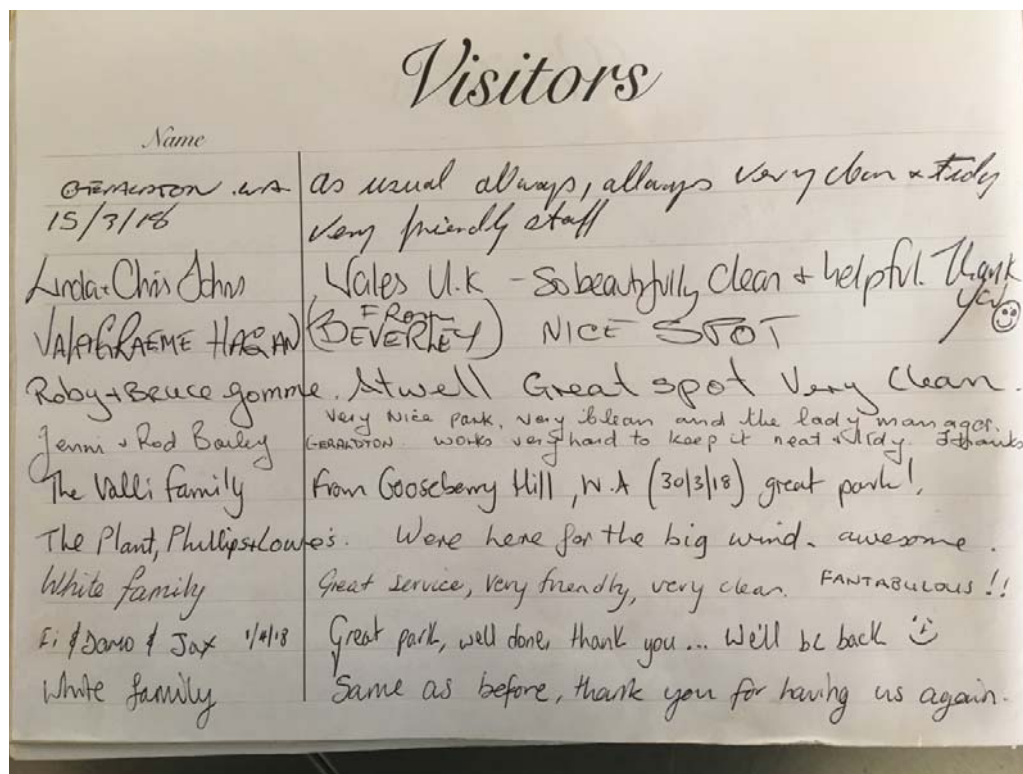 Visitors
Name
GERALDTON .WA as usual allways, allways very clean & tidy
15/3/18 very friendly staff
Linda + Chris Johns Wales U.K - So beautifully clean + helpful. Thank
you
VAL & GRAEME HAGAN (FROM BEVERLEY) NICE SPOT
Roby + Bruce gomme. Atwell Great spot Very Clean.
Jenni & Rod Bailey very nice park, very clean and the lady manager.
GERALDTON. works very hard to keep it neat & tidy. Thanks
The Valli family from Gooseberry Hill, W.A (30/3/18) great park!,
The Plant, Phillips & Lowe's. Were here for the big wind. awesome.
White family Great service, very friendly, very clean. FANTABULOUS !!
Fi & Damo & Jax 1/4/18 Great park, well done, thank you... We'll be back
White family Same as before, thank you for having us again.